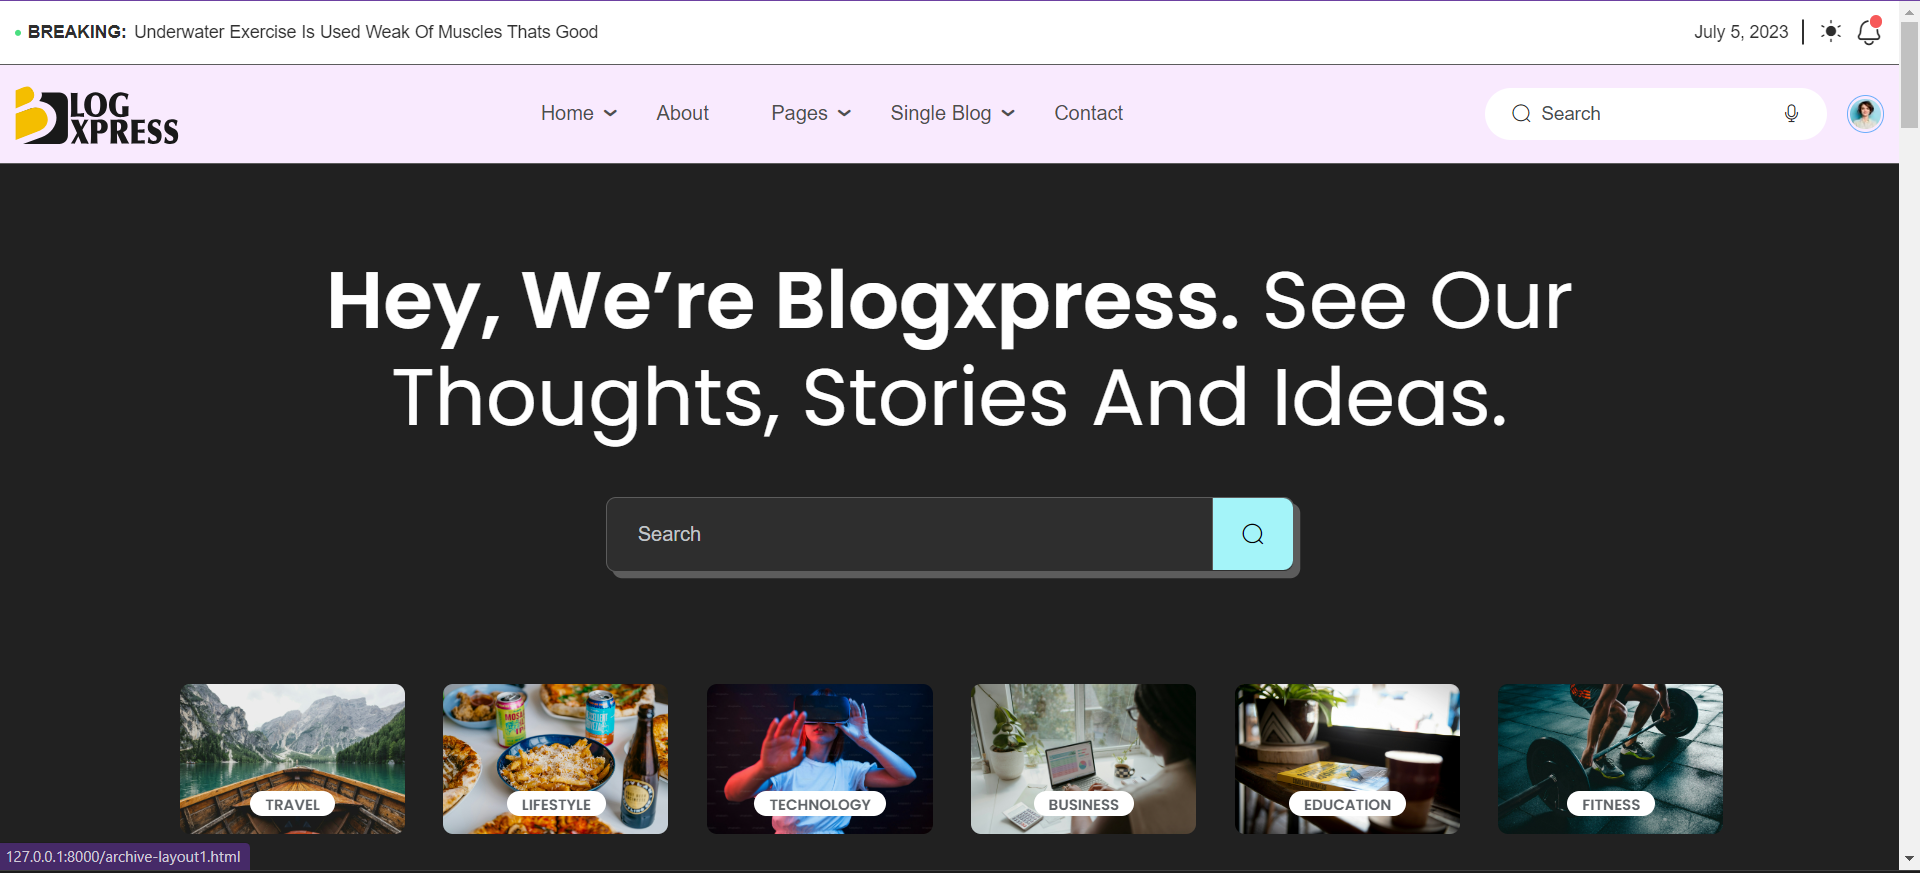 BREAKING: Underwater Exercise Is Used Weak Of Muscles Thats Good
July 5, 2023
BLOG
XPRESS
Home
About
Pages
Single Blog
Contact
Search
Hey, We’re Blogxpress. See Our
Thoughts, Stories And Ideas.
Search
TRAVEL
LIFESTYLE
TECHNOLOGY
BUSINESS
EDUCATION
FITNESS
127.0.0.1:8000/archive-layout1.html